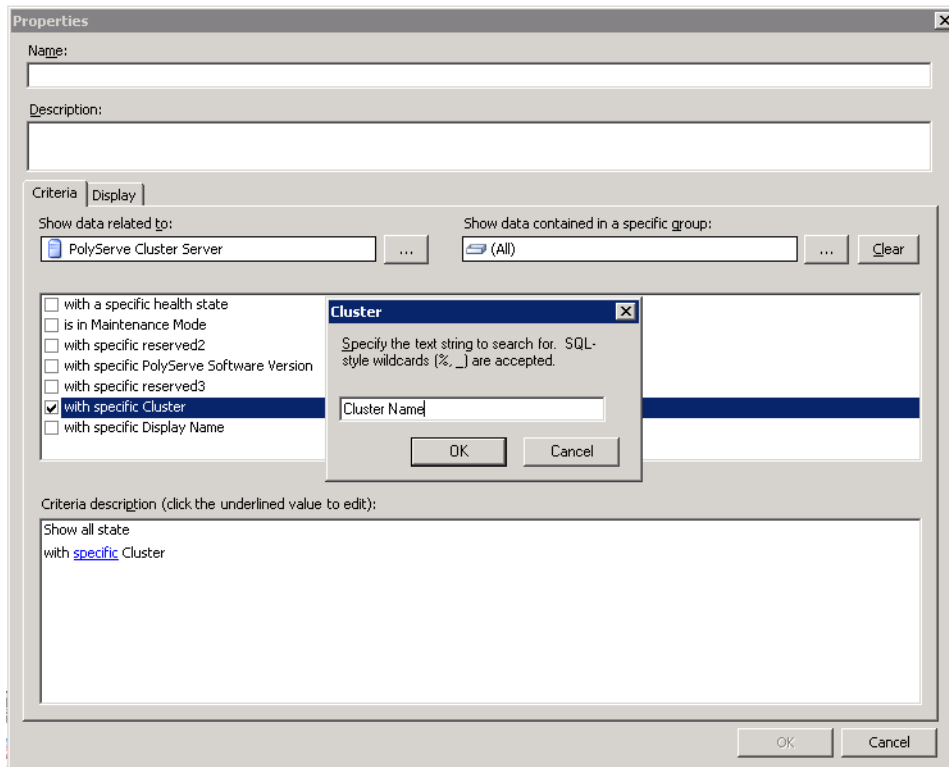 Properties
Name:
Description:
Criteria
Display
Show data related to:
Show data contained in a specific group:
PolyServe Cluster Server
...
(All)
...
Clear
with a specific health state
is in Maintenance Mode
with specific reserved2
with specific PolyServe Software Version
with specific reserved3
with specific Cluster
with specific Display Name
Cluster
Specify the text string to search for. SQL-
style wildcards (%, _) are accepted.
Cluster Name
OK
Cancel
Criteria description (click the underlined value to edit):
Show all state
with specific Cluster
OK
Cancel